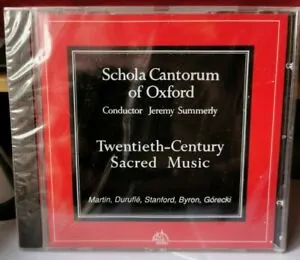 Schola Cantorum
of Oxford
Conductor Jeremy Summerly
Twentieth-Century
Sacred Music
Martin, Duruflé, Stanford, Byron, Górecki